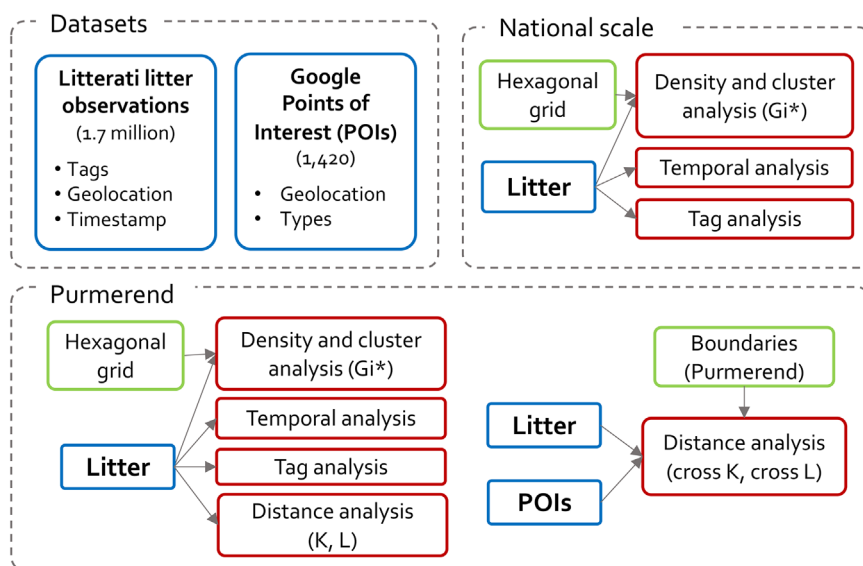 Datasets
Litterati litter
observations
(1.7 million)
• Tags
• Geolocation
• Timestamp
Google
Points of
Interest (POIs)
(1,420)
• Geolocation
• Types
National scale
Hexagonal
grid
Litter
Density and cluster
analysis (Gi*)
Temporal analysis
Tag analysis
Purmerend
Hexagonal
grid
Litter
Density and cluster
analysis (Gi*)
Temporal analysis
Tag analysis
Distance analysis
(K, L)
Boundaries
(Purmerend)
Litter
POIs
Distance analysis
(cross K, cross L)